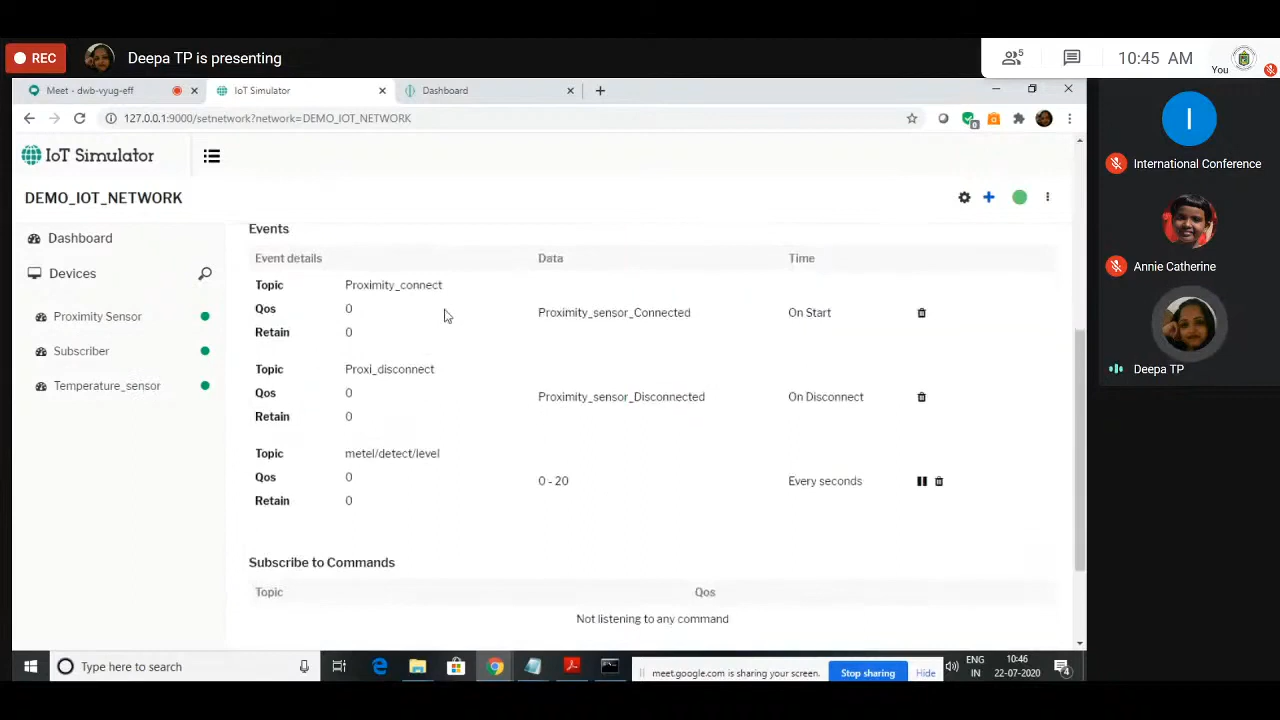 REC
Deepa TP is presenting
5
10:45 AM
You
Meet - dwb-vyug-eff
IoT Simulator
Dashboard
127.0.0.1:9000/setnetwork?network=DEMO_IOT_NETWORK
0
IoT Simulator
DEMO_IOT_NETWORK
Dashboard
Devices
Proximity Sensor
Subscriber
Temperature_sensor
Events
Event details Data Time
Topic Proximity_connect
Qos 0 Proximity_sensor_Connected On Start
Retain 0
Topic Proxi_disconnect
Qos 0 Proximity_sensor_Disconnected On Disconnect
Retain 0
Topic metel/detect/level
Qos 0 0 - 20 Every seconds
Retain 0
Subscribe to Commands
Topic Qos
Not listening to any command
I
International Conference
Annie Catherine
Deepa TP
Type here to search
meet.google.com is sharing your screen.
Stop sharing
Hide
ENG
IN
10:46
22-07-2020
4